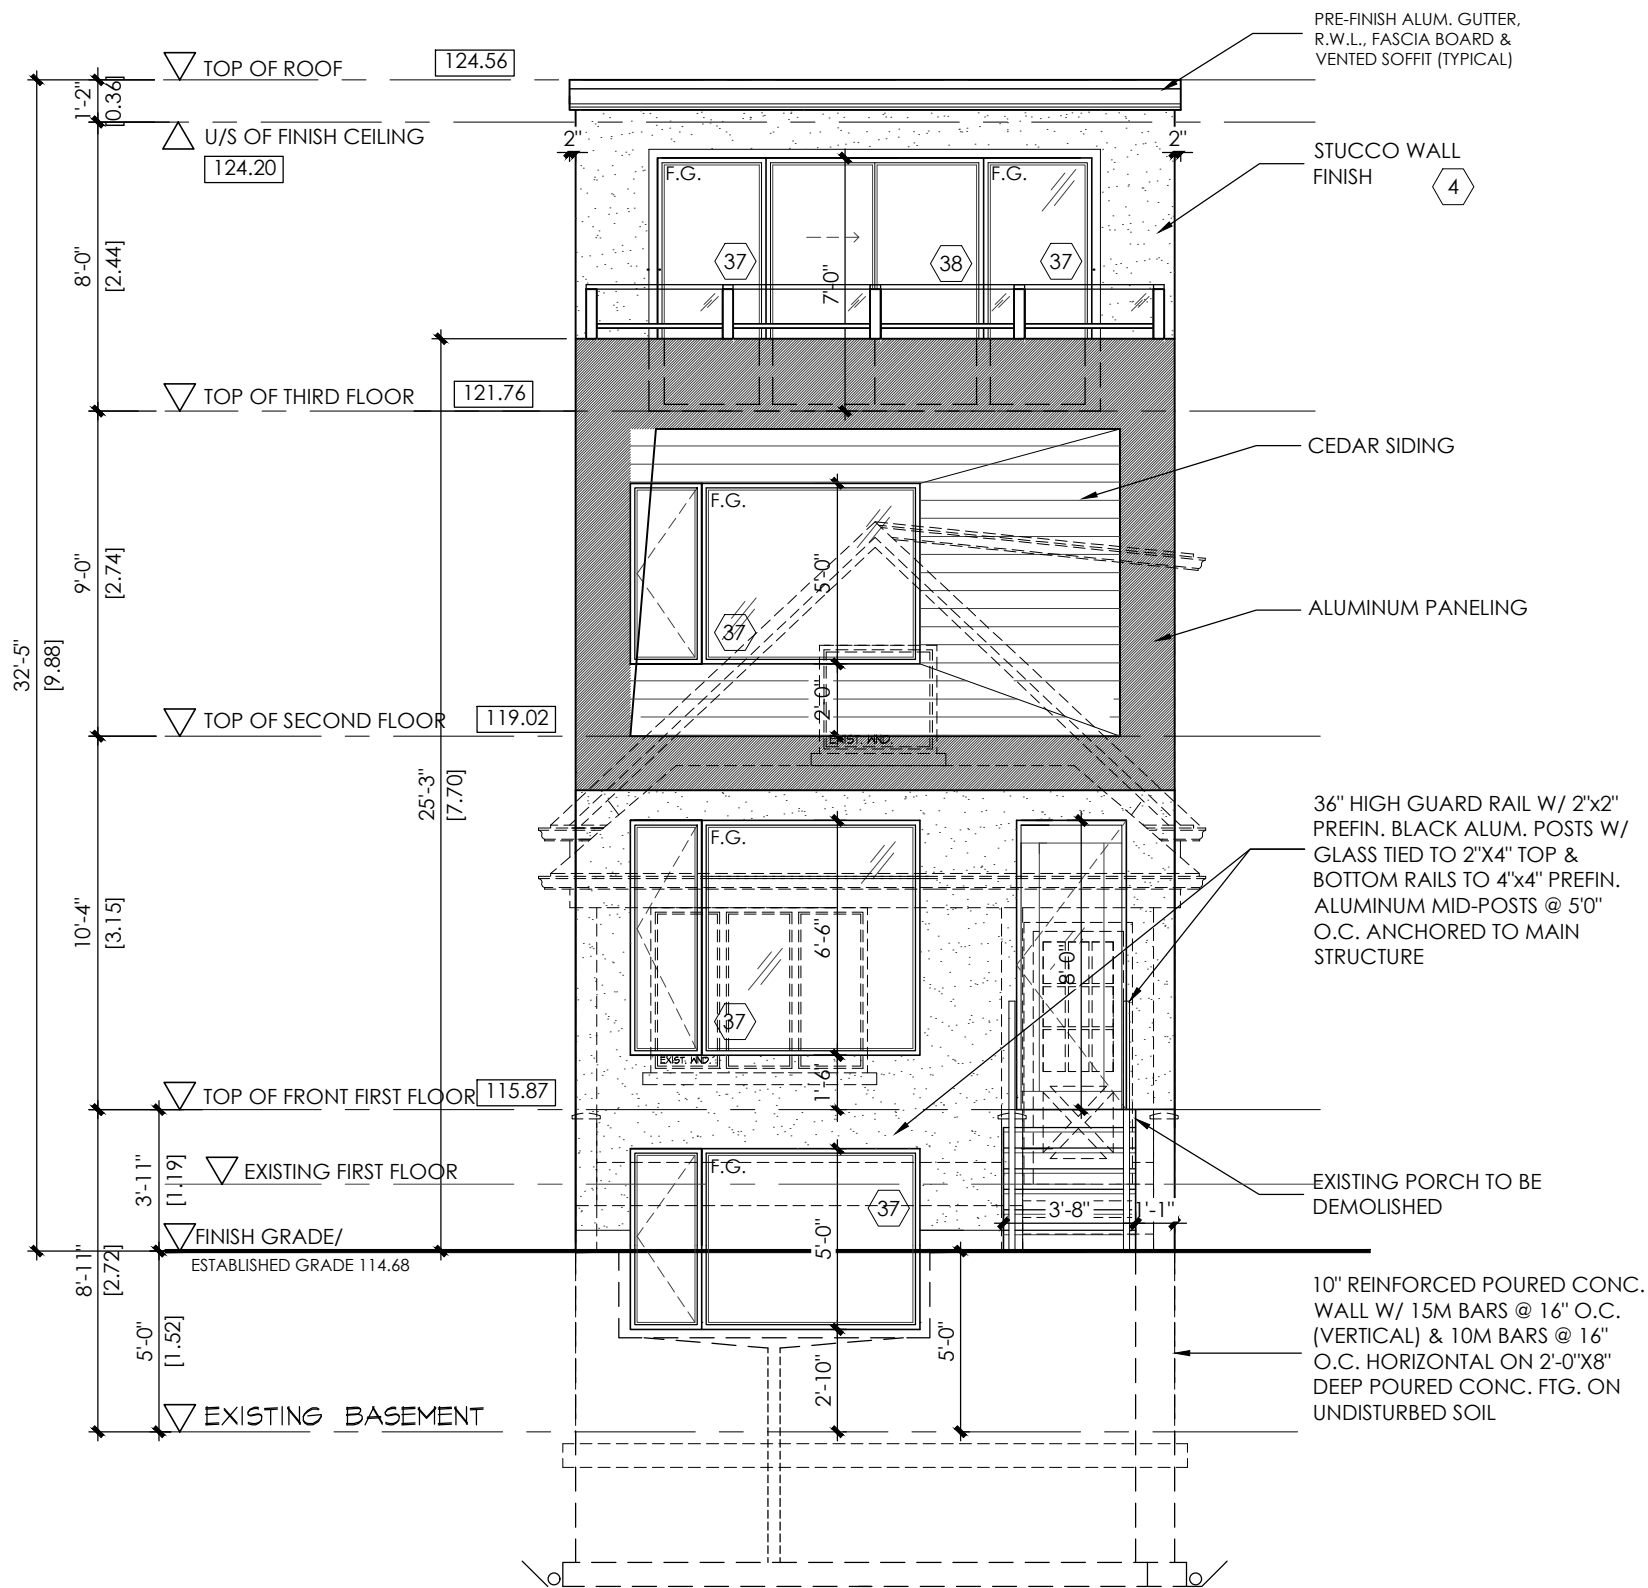 PRE-FINISH ALUM. GUTTER,
R.W.L., FASCIA BOARD &
VENTED SOFFIT (TYPICAL)
TOP OF ROOF
124.56
1'-2"
[0.36]
U/S OF FINISH CEILING
124.20
2"
2"
STUCCO WALL
FINISH
4
F.G.
F.G.
37
38
37
7'-0"
8'-0"
[2.44]
TOP OF THIRD FLOOR
121.76
CEDAR SIDING
F.G.
5'-0"
37
9'-0"
[2.74]
ALUMINUM PANELING
32'-5"
[9.88]
2'-0"
TOP OF SECOND FLOOR
119.02
EXIST. WND.
25'-3"
[7.70]
36" HIGH GUARD RAIL W/ 2"x2"
PREFIN. BLACK ALUM. POSTS W/
GLASS TIED TO 2"X4" TOP &
BOTTOM RAILS TO 4"x4" PREFIN.
ALUMINUM MID-POSTS @ 5'0"
O.C. ANCHORED TO MAIN
STRUCTURE
F.G.
10'-4"
[3.15]
6'-6"
8'-0"
37
EXIST. WND.
1'-6"
TOP OF FRONT FIRST FLOOR
115.87
F.G.
EXISTING FIRST FLOOR
3'-11"
[1.19]
EXISTING PORCH TO BE
DEMOLISHED
37
3'-8"
1'-1"
FINISH GRADE/
ESTABLISHED GRADE 114.68
5'-0"
8'-11"
[2.72]
10" REINFORCED POURED CONC.
WALL W/ 15M BARS @ 16" O.C.
(VERTICAL) & 10M BARS @ 16"
O.C. HORIZONTAL ON 2'-0"X8"
DEEP POURED CONC. FTG. ON
UNDISTURBED SOIL
5'-0"
[1.52]
5'-0"
2'-10"
EXISTING BASEMENT